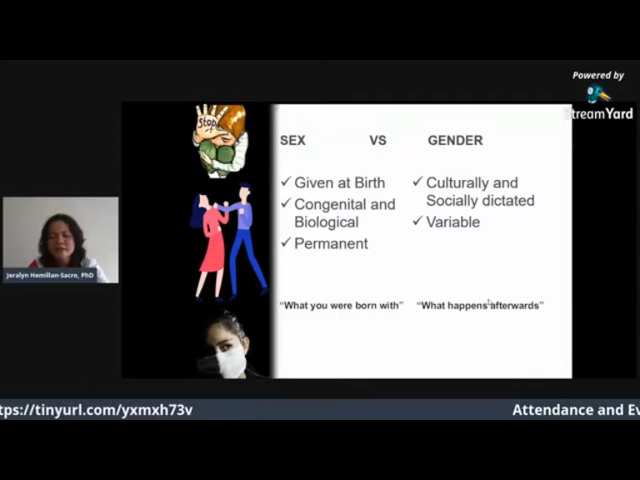 Powered by
StreamYard
Stop
SEX VS GENDER
✓ Given at Birth
✓ Congenital and
Biological
✓ Permanent
✓ Culturally and
Socially dictated
✓ Variable
“What you were born with”
“What happens afterwards”
Jeralyn Hemillan-Sacro, PhD
tps://tinyurl.com/yxmxh73v
Attendance and Ev